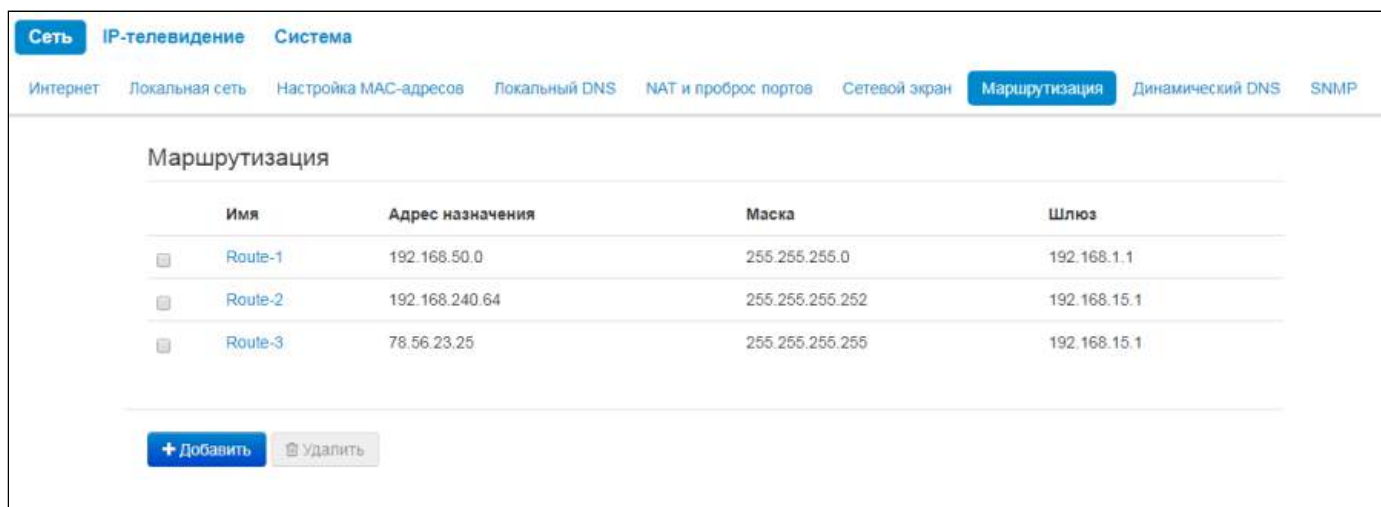 Сеть IP-телевидение Система
Интернет Локальная сеть Настройка MAC-адресов Локальный DNS NAT и проброс портов Сетевой экран Маршрутизация Динамический DNS SNMP
Маршрутизация
Имя Адрес назначения Маска Шлюз
Route-1 192.168.50.0 255.255.255.0 192.168.1.1
Route-2 192.168.240.64 255.255.255.252 192.168.15.1
Route-3 78.56.23.25 255.255.255.255 192.168.15.1
+ Добавить Удалить